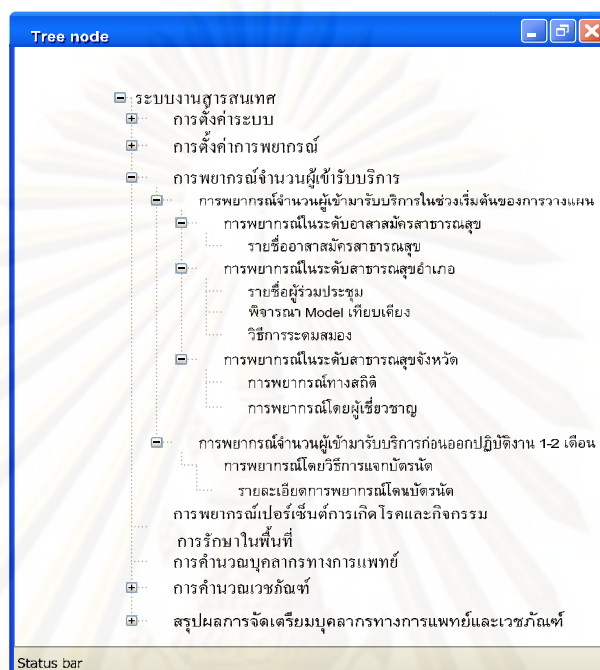 Tree node
ระบบงานสารสนเทศ
การตั้งค่าระบบ
การตั้งค่าการพยากรณ์
การพยากรณ์จำนวนผู้เข้ารับบริการ
การพยากรณ์จำนวนผู้เข้ามารับบริการในช่วงเริ่มต้นของการวางแผน
การพยากรณ์ในระดับอาสาสมัครสาธารณสุข
รายชื่ออาสาสมัครสาธารณสุข
การพยากรณ์ในระดับสาธารณสุขอำเภอ
รายชื่อผู้ร่วมประชุม
พิจารณา Model เทียบเคียง
วิธีการระดมสมอง
การพยากรณ์ในระดับสาธารณสุขจังหวัด
การพยากรณ์ทางสถิติ
การพยากรณ์โดยผู้เชี่ยวชาญ
การพยากรณ์จำนวนผู้เข้ามารับบริการก่อนออกปฏิบัติงาน 1-2 เดือน
การพยากรณ์โดยวิธีการแจกบัตรนัด
รายละเอียดการพยากรณ์โดนบัตรนัด
การพยากรณ์เปอร์เซ็นต์การเกิดโรคและกิจกรรม
การรักษาในพื้นที่
การคำนวณบุคลากรทางการแพทย์
การคำนวณเวชภัณฑ์
สรุปผลการจัดเตรียมบุคลากรทางการแพทย์และเวชภัณฑ์
Status bar